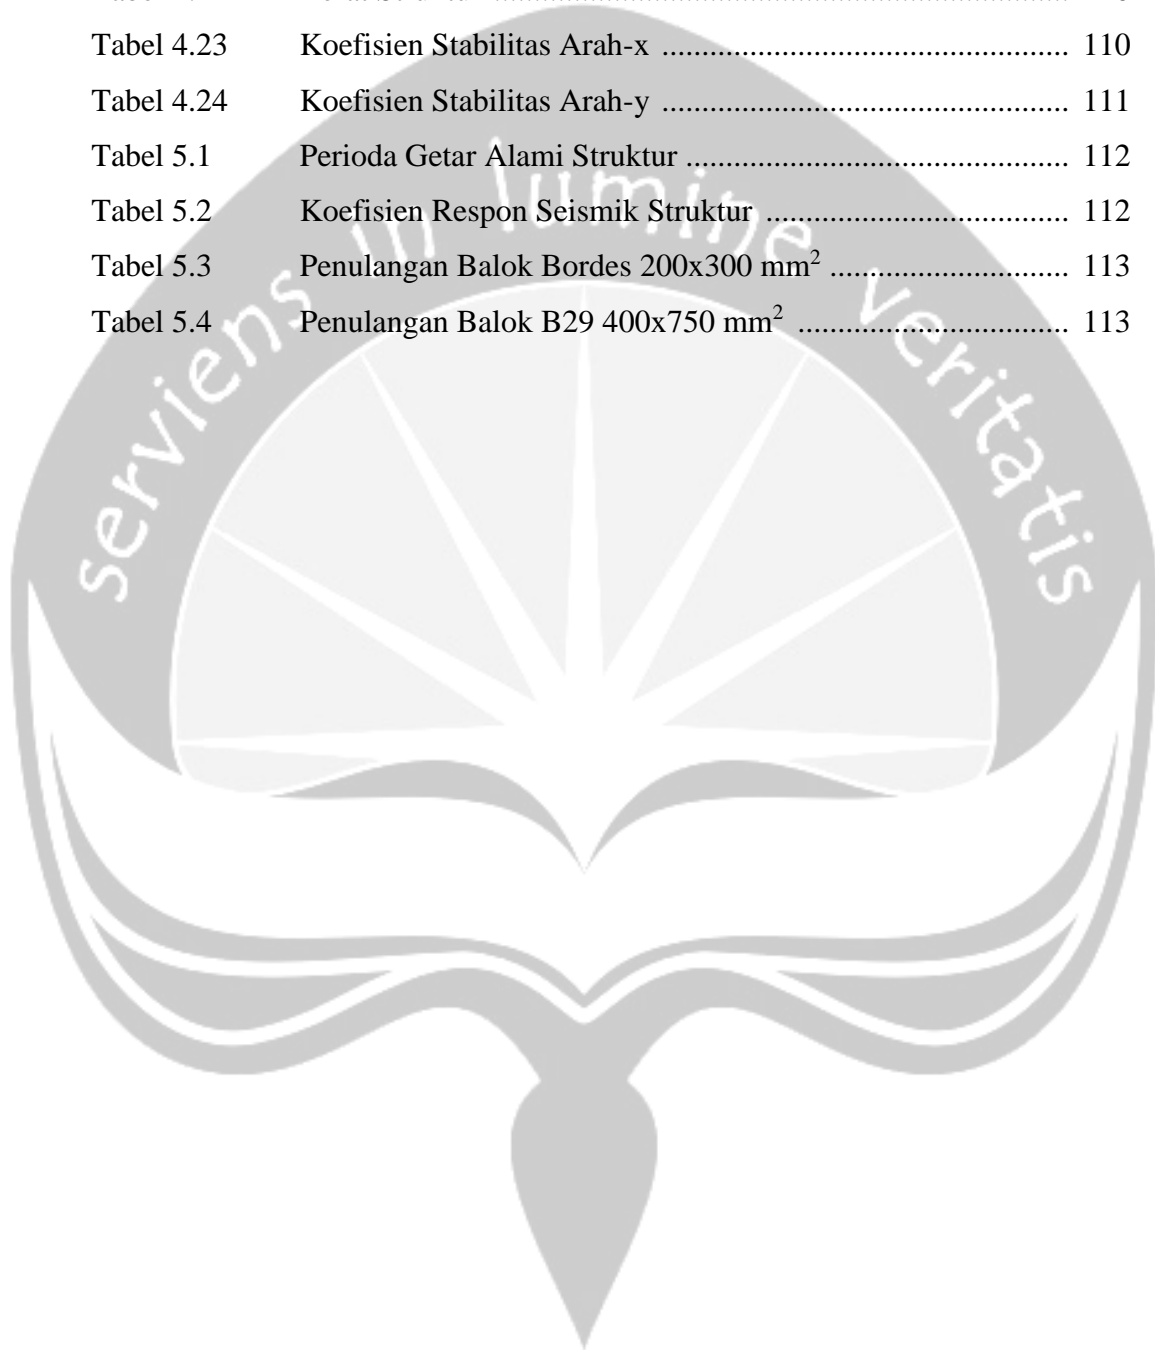 Tabel 4.23 Koefisien Stabilitas Arah-x ................................................. 110
Tabel 4.24 Koefisien Stabilitas Arah-y ................................................. 111
Tabel 5.1 Perioda Getar Alami Struktur .............................................. 112
Tabel 5.2 Koefisien Respon Seismik Struktur .................................... 112
Tabel 5.3 Penulangan Balok Bordes 200x300 mm² ............................. 113
Tabel 5.4 Penulangan Balok B29 400x750 mm² ................................. 113
serviens in lumine veritatis